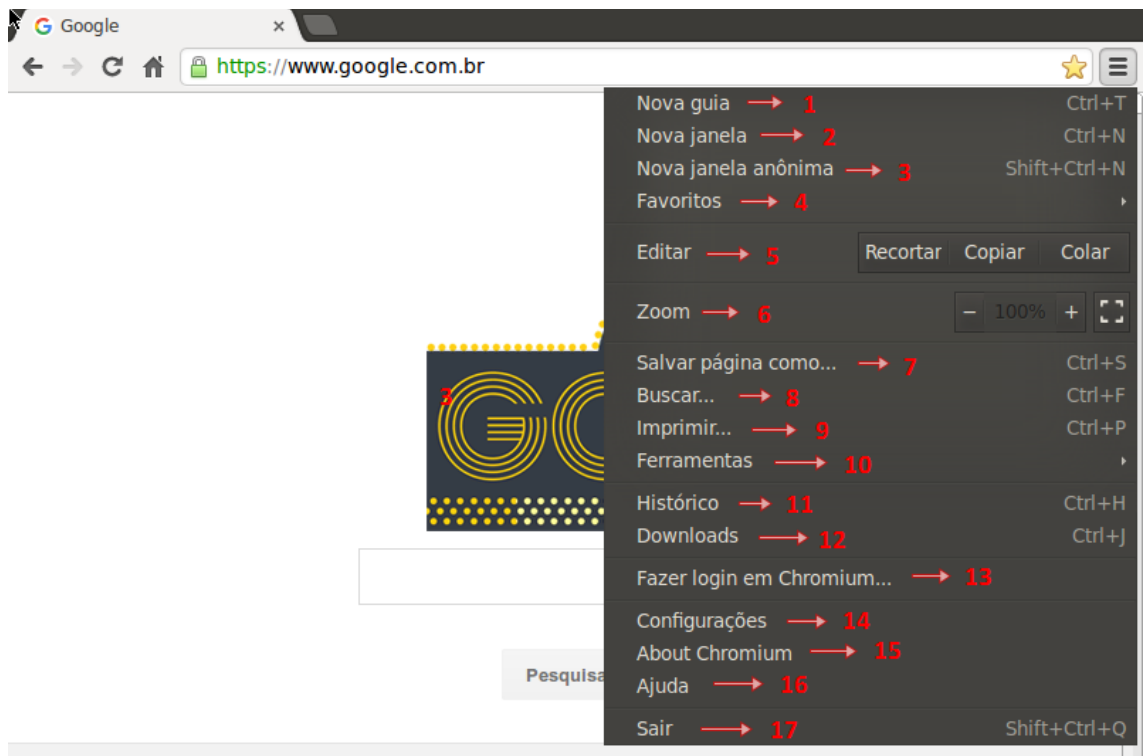 Google ×
https://www.google.com.br
Nova guia 1 Ctrl+T
Nova janela 2 Ctrl+N
Nova janela anônima 3 Shift+Ctrl+N
Favoritos 4
Editar 5 Recortar Copiar Colar
Zoom 6 − 100% +
Salvar página como... 7 Ctrl+S
3 Buscar... 8 Ctrl+F
Imprimir... 9 Ctrl+P
Ferramentas 10
Histórico 11 Ctrl+H
Downloads 12 Ctrl+J
Fazer login em Chromium... 13
Configurações 14
About Chromium 15
Pesquisa
Ajuda 16
Sair 17 Shift+Ctrl+Q